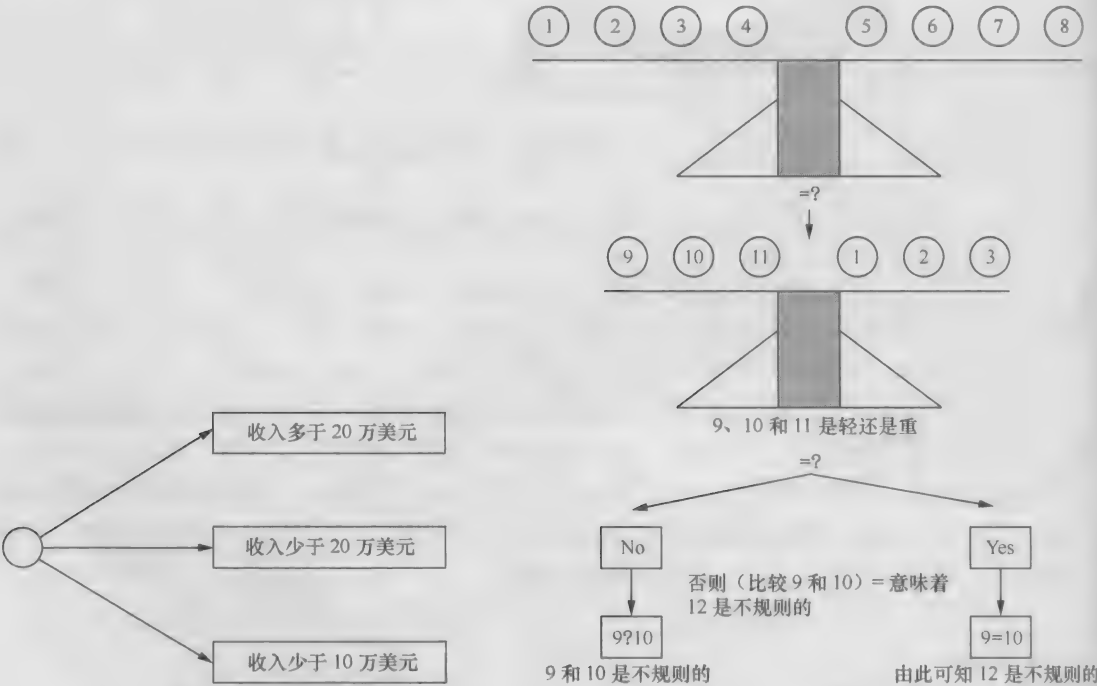 1 2 3 4 5 6 7 8
=?
9 10 11 1 2 3
9、10 和 11 是轻还是重
=?
收入多于 20 万美元
收入少于 20 万美元
收入少于 10 万美元
No
Yes
否则（比较 9 和 10）= 意味着
12 是不规则的
9?10
9=10
9 和 10 是不规则的
由此可知 12 是不规则的